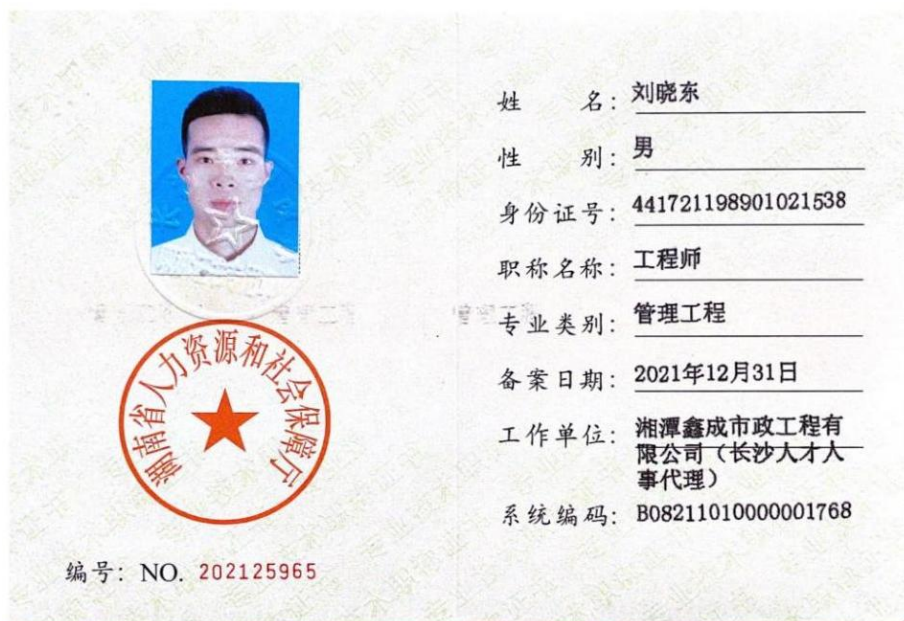 湖南省人力资源和社会保障厅
编号：NO. 202125965
姓 名：刘晓东
性 别：男
身份证号：441721198901021538
职称名称：工程师
专业类别：管理工程
备案日期：2021年12月31日
工作单位：湘潭鑫成市政工程有
限公司（长沙人才人
事代理）
系统编码：B08211010000001768